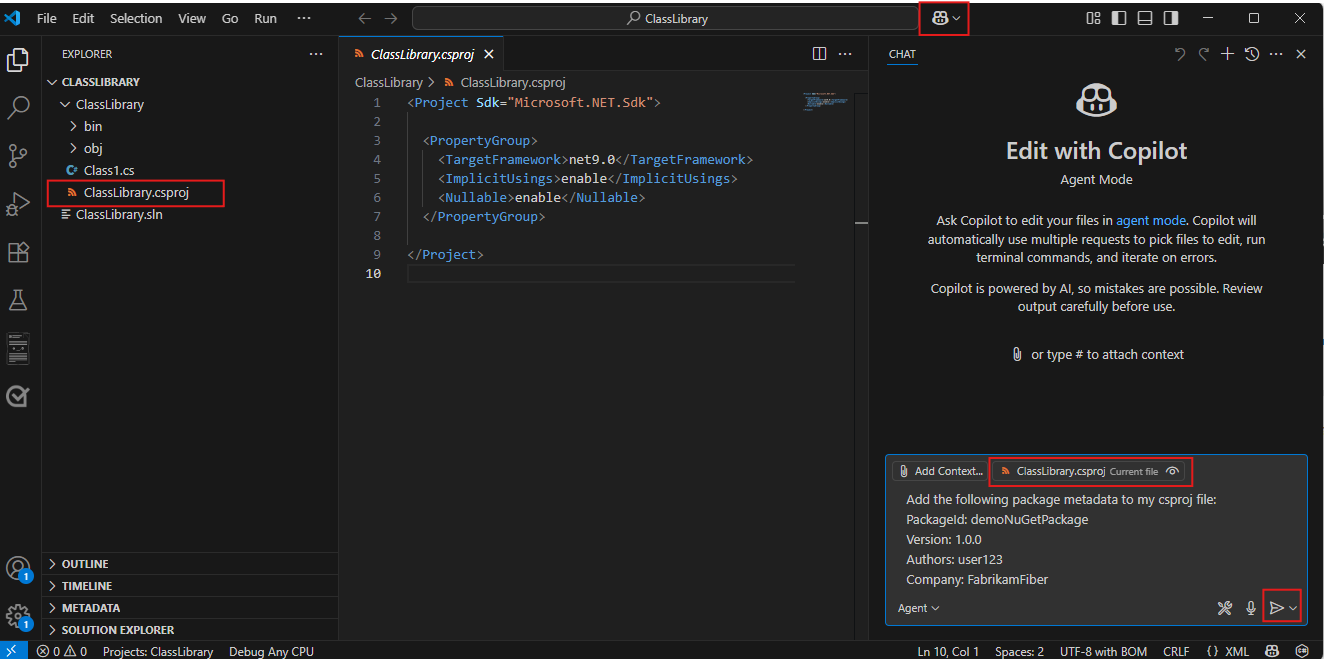 File Edit Selection View Go Run ··· ClassLibrary
EXPLORER ···
CLASSLIBRARY
ClassLibrary
bin
obj
C# Class1.cs
ClassLibrary.csproj
ClassLibrary.sln
OUTLINE
TIMELINE
METADATA
SOLUTION EXPLORER
1
1
ClassLibrary.csproj
ClassLibrary > ClassLibrary.csproj
1 <Project Sdk="Microsoft.NET.Sdk">
2
3 <PropertyGroup>
4 <TargetFramework>net9.0</TargetFramework>
5 <ImplicitUsings>enable</ImplicitUsings>
6 <Nullable>enable</Nullable>
7 </PropertyGroup>
8
9 </Project>
10
CHAT
Edit with Copilot
Agent Mode
Ask Copilot to edit your files in agent mode. Copilot will
automatically use multiple requests to pick files to edit, run
terminal commands, and iterate on errors.
Copilot is powered by AI, so mistakes are possible. Review
output carefully before use.
or type # to attach context
Add Context... ClassLibrary.csproj Current file
Add the following package metadata to my csproj file:
PackageId: demoNuGetPackage
Version: 1.0.0
Authors: user123
Company: FabrikamFiber
Agent
0 0 Projects: ClassLibrary Debug Any CPU Ln 10, Col 1 Spaces: 2 UTF-8 with BOM CRLF {} XML